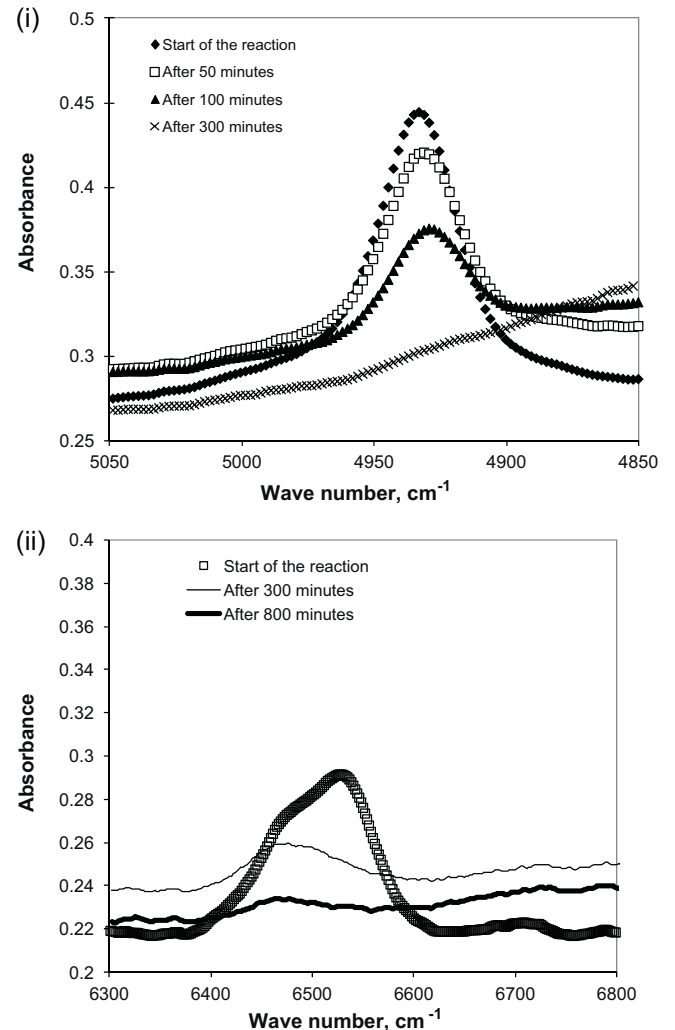 (i)
0.5
0.45
0.4
0.35
0.3
0.25
Absorbance
Start of the reaction
After 50 minutes
After 100 minutes
After 300 minutes
5050 5000 4950 4900 4850
Wave number, cm⁻¹
(ii)
0.4
0.38
0.36
0.34
0.32
0.3
0.28
0.26
0.24
0.22
0.2
Absorbance
Start of the reaction
After 300 minutes
After 800 minutes
6300 6400 6500 6600 6700 6800
Wave number, cm⁻¹